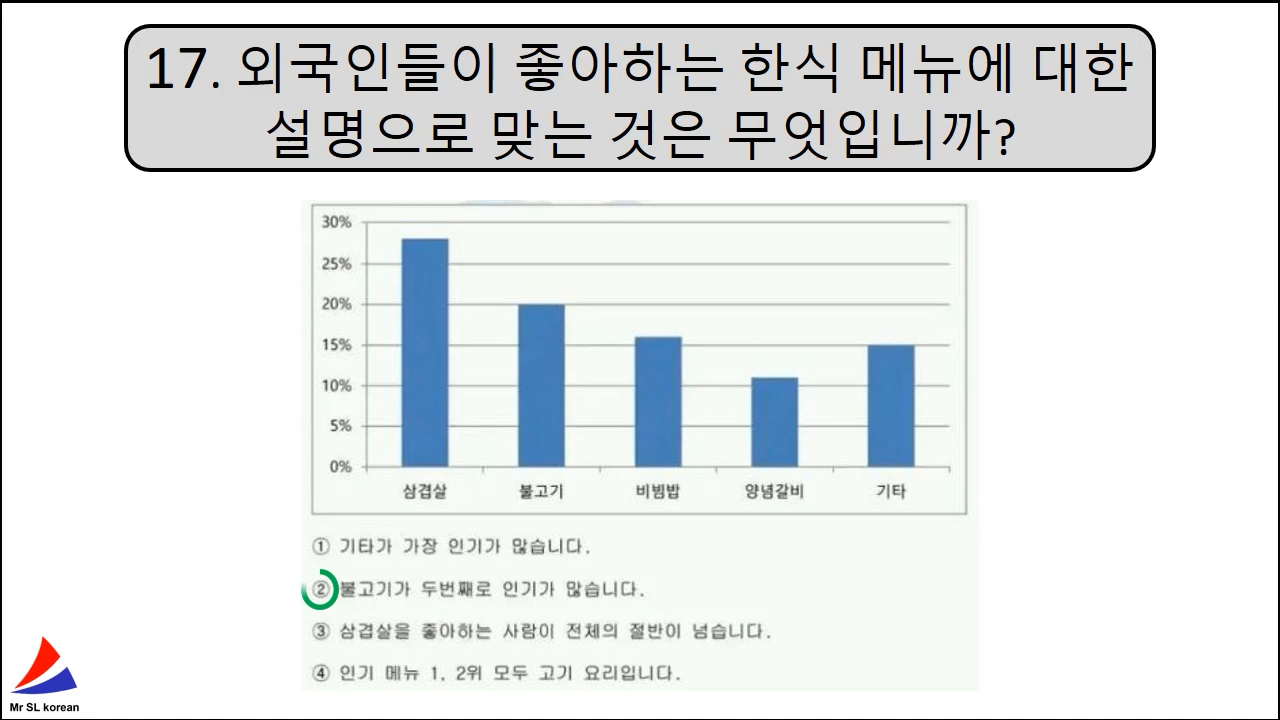 17. 외국인들이 좋아하는 한식 메뉴에 대한
설명으로 맞는 것은 무엇입니까?
30%
25%
20%
15%
10%
5%
0%
삼겹살 불고기 비빔밥 양념갈비 기타
① 기타가 가장 인기가 많습니다.
② 불고기가 두번째로 인기가 많습니다.
③ 삼겹살을 좋아하는 사람이 전체의 절반이 넘습니다.
④ 인기 메뉴 1, 2위 모두 고기 요리입니다.
Mr SL korean